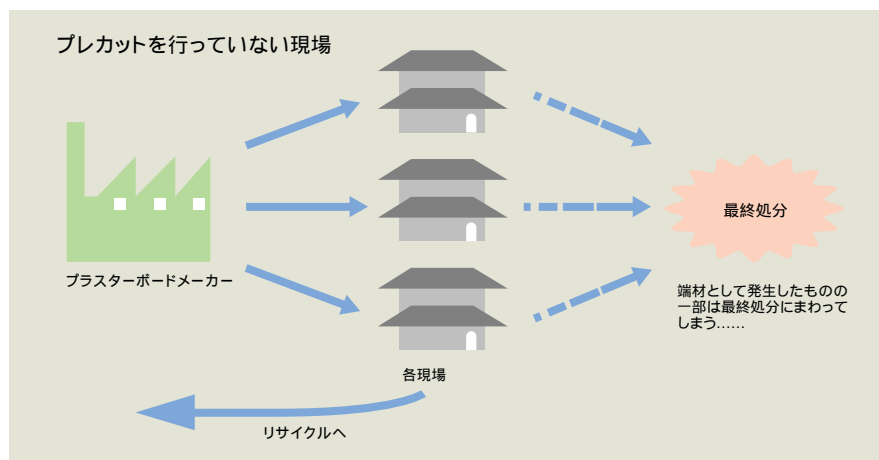 プレカットを行っていない現場
最終処分
プラスターボードメーカー
端材として発生したものの
一部は最終処分にまわって
しまう……
各現場
リサイクルへ